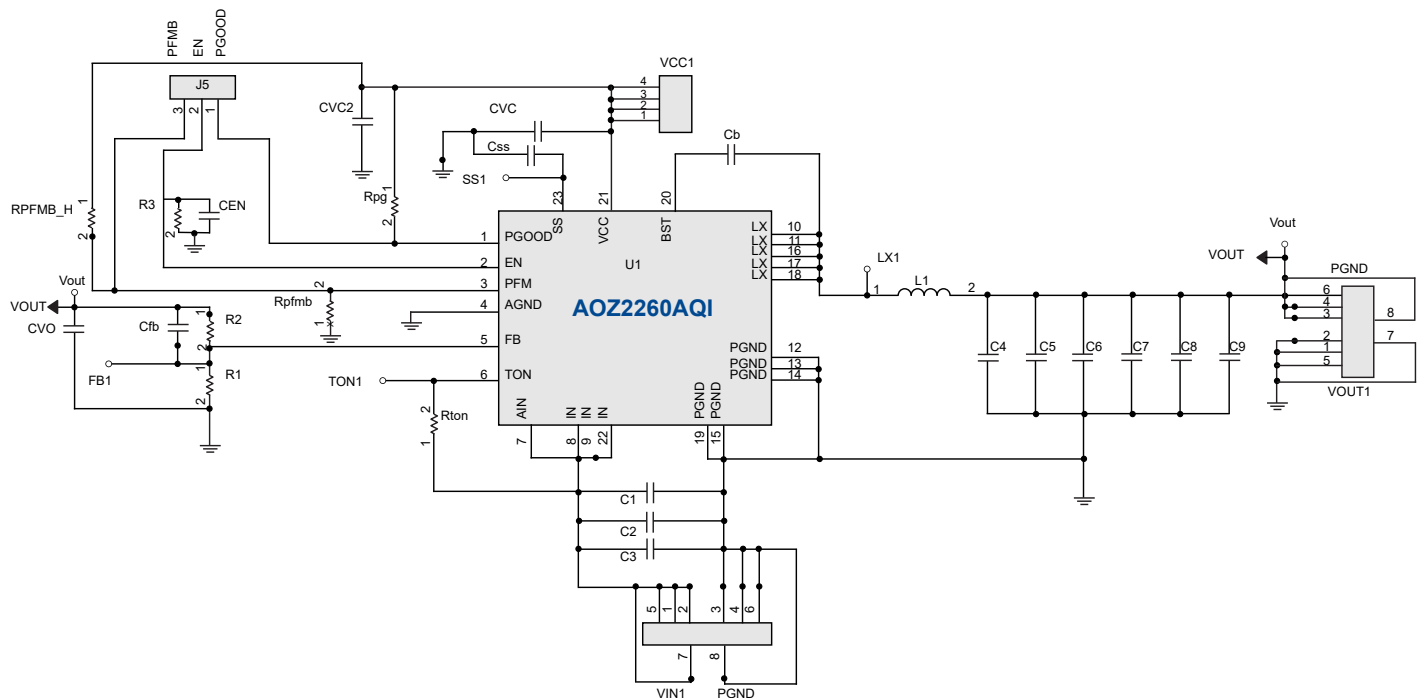 PFMB
EN
PGOOD
J5
3
2
1
CVC2
CVC
Css
SS1
VCC1
4
3
2
1
Cb
RPFMB_H
1
2
R3
2
CEN
Rpg
1
2
23
21
20
SS
VCC
BST
1
PGOOD
2
EN
3
PFM
4
AGND
5
FB
6
TON
U1
AOZ2260AQI
LX
10
LX
11
LX
16
LX
17
LX
18
LX1
1
L1
2
Vout
VOUT
PGND
6
4
3
2
1
5
8
7
VOUT1
Vout
VOUT
CVO
Cfb
R2
1
2
FB1
R1
1
2
Rpfmb
2
1
TON1
Rton
2
1
PGND
12
PGND
13
PGND
14
C4
C5
C6
C7
C8
C9
AIN
IN
IN
IN
PGND
PGND
7
8
9
22
19
15
C1
C2
C3
5
1
2
3
4
6
7
8
VIN1
PGND